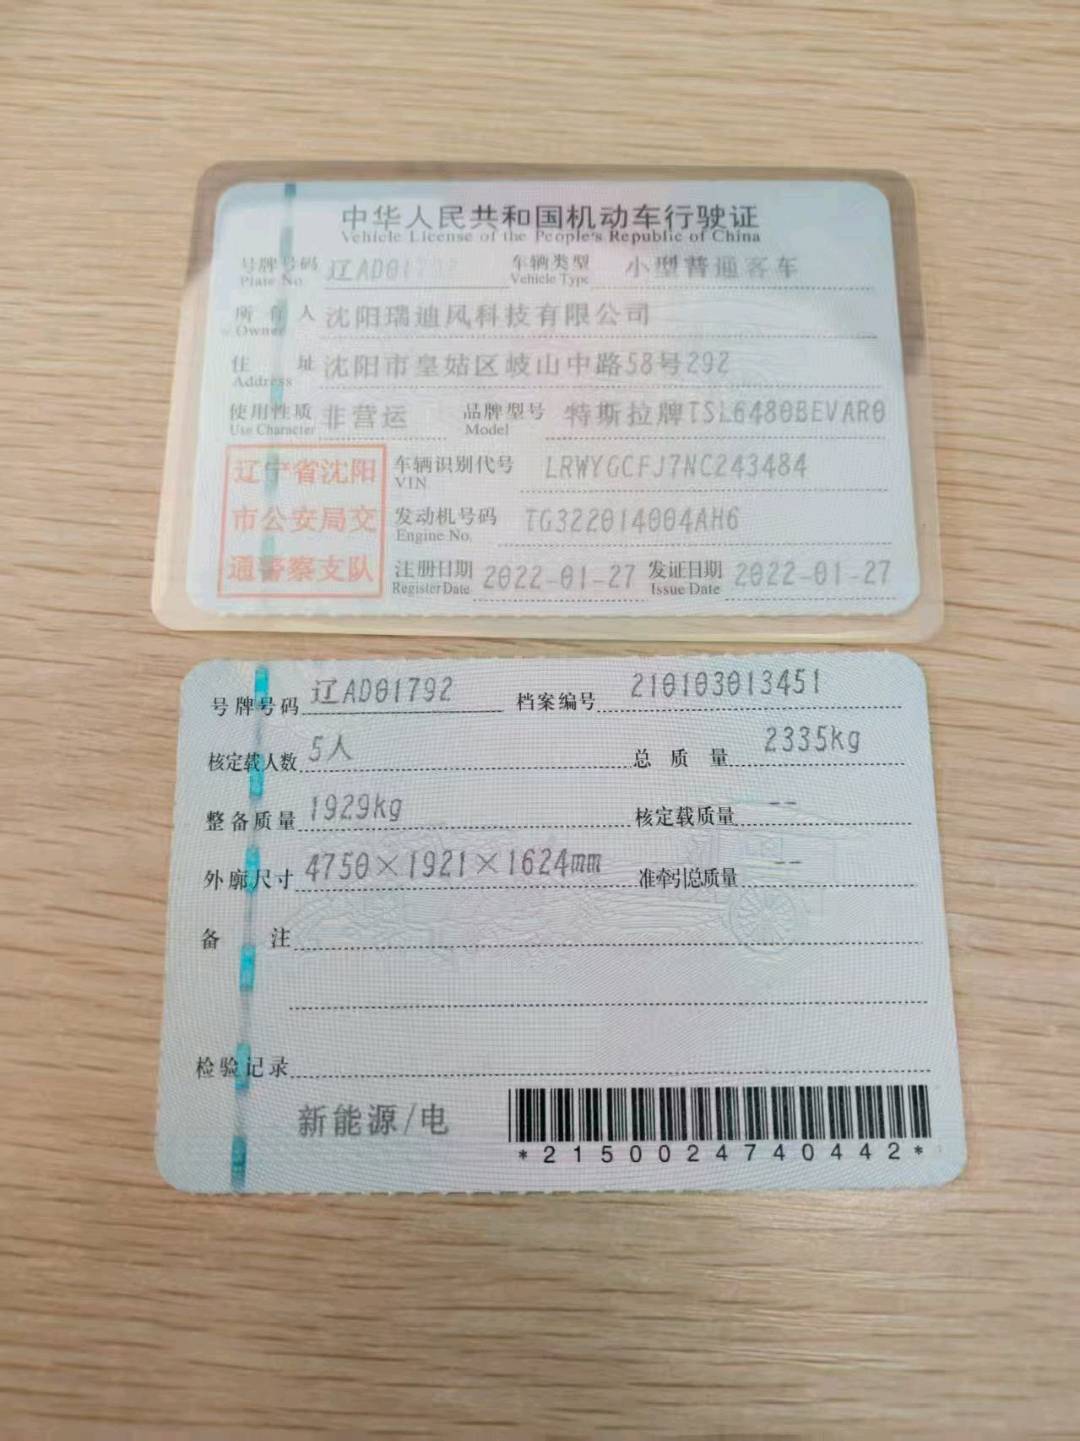 中华人民共和国机动车行驶证
Vehicle License of the People's Republic of China
号牌号码 辽AD01792 车辆类型 小型普通客车
Plate No. Vehicle Type
所有人 沈阳瑞迪风科技有限公司
Owner
住址 沈阳市皇姑区岐山中路58号292
Address
使用性质 非营运 品牌型号 特斯拉牌TSL6480BEVAR0
Use Character Model
辽宁省沈阳
市公安局交
通警察支队
车辆识别代号 LRWYGCFJ7NC243484
VIN
发动机号码 TG322014004AH6
Engine No.
注册日期 2022-01-27 发证日期 2022-01-27
Register Date Issue Date
号牌号码 辽AD01792 档案编号 210103013451
核定载人数 5人 总质量 2335kg
整备质量 1929kg 核定载质量 --
外廓尺寸 4750×1921×1624mm 准牵引总质量 --
备注
检验记录
新能源/电
*2150024740442*